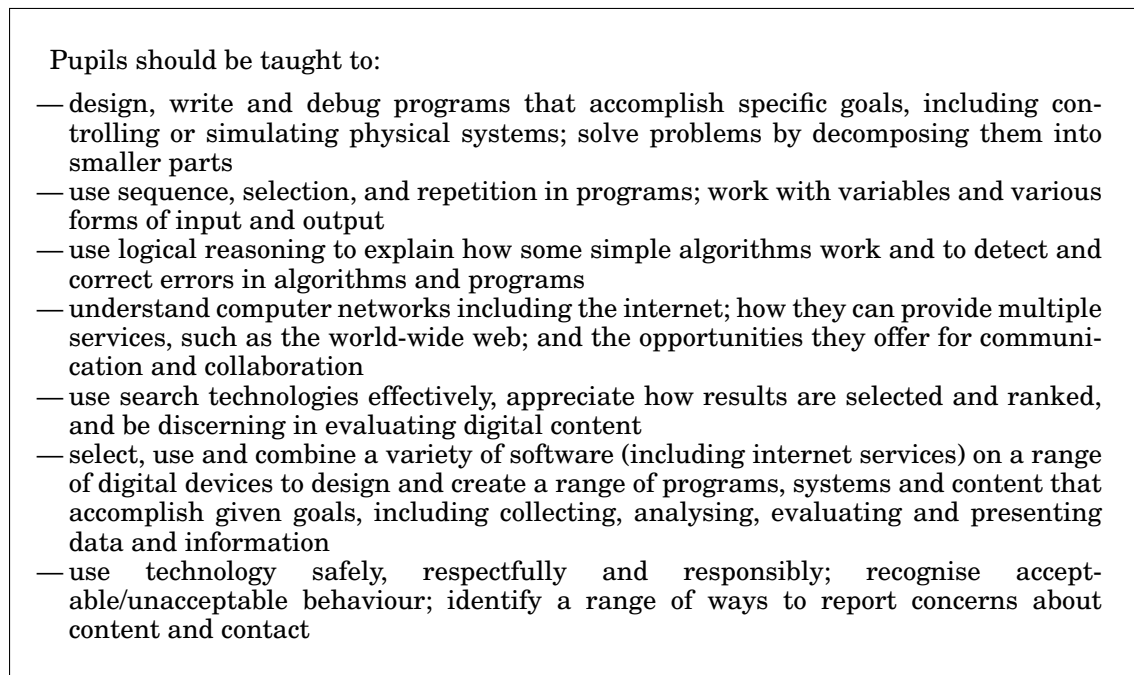 Pupils should be taught to:
— design, write and debug programs that accomplish specific goals, including con-
trolling or simulating physical systems; solve problems by decomposing them into
smaller parts
— use sequence, selection, and repetition in programs; work with variables and various
forms of input and output
— use logical reasoning to explain how some simple algorithms work and to detect and
correct errors in algorithms and programs
— understand computer networks including the internet; how they can provide multiple
services, such as the world-wide web; and the opportunities they offer for communi-
cation and collaboration
— use search technologies effectively, appreciate how results are selected and ranked,
and be discerning in evaluating digital content
— select, use and combine a variety of software (including internet services) on a range
of digital devices to design and create a range of programs, systems and content that
accomplish given goals, including collecting, analysing, evaluating and presenting
data and information
— use technology safely, respectfully and responsibly; recognise accept-
able/unacceptable behaviour; identify a range of ways to report concerns about
content and contact